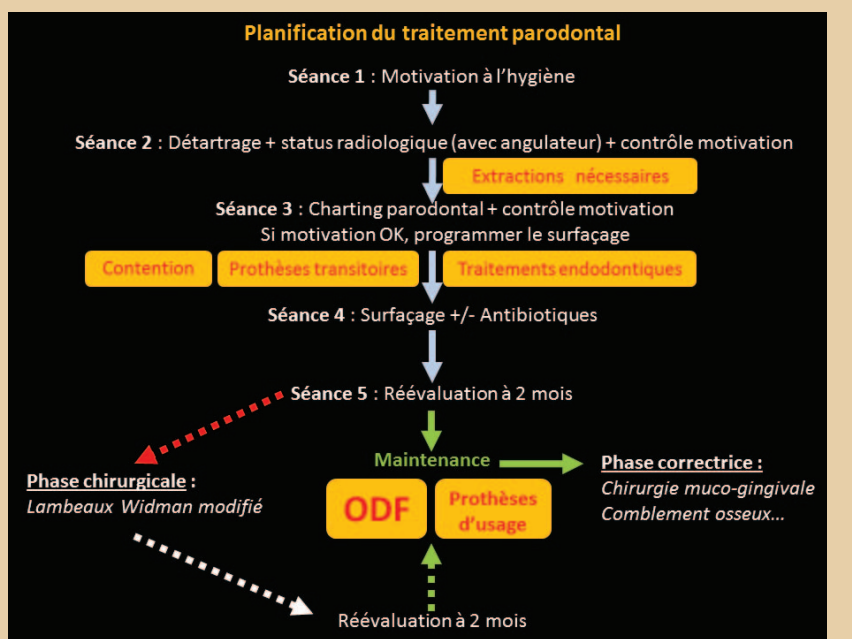 Planification du traitement parodontal
Séance 1 : Motivation à l'hygiène
Séance 2 : Détartrage + status radiologique (avec angulateur) + contrôle motivation
Extractions nécessaires
Séance 3 : Charting parodontal + contrôle motivation
Si motivation OK, programmer le surfaçage
Contention
Prothèses transitoires
Traitements endodontiques
Séance 4 : Surfaçage +/- Antibiotiques
Séance 5 : Réévaluation à 2 mois
Maintenance
Phase chirurgicale :
Lambeaux Widman modifié
ODF
Prothèses
d'usage
Phase correctrice :
Chirurgie muco-gingivale
Comblement osseux...
Réévaluation à 2 mois